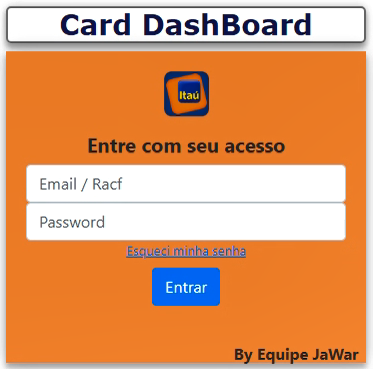 Card DashBoard
Itaú
Entre com seu acesso
Email / Racf
Password
Esqueci minha senha
Entrar
By Equipe JaWar